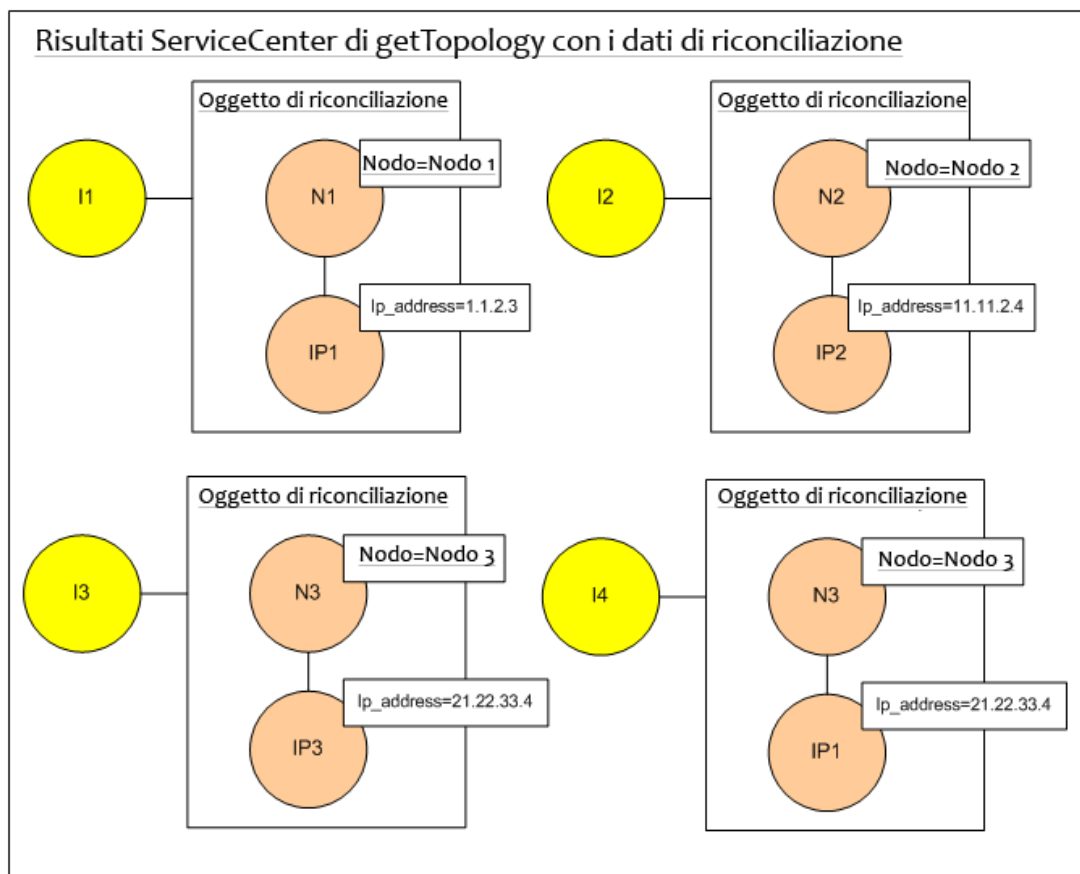 Risultati ServiceCenter di getTopology con i dati di riconciliazione
Oggetto di riconciliazione
Nodo=Nodo 1
I1
N1
Ip_address=1.1.2.3
IP1
Oggetto di riconciliazione
Nodo=Nodo 2
I2
N2
Ip_address=11.11.2.4
IP2
Oggetto di riconciliazione
Nodo=Nodo 3
I3
N3
Ip_address=21.22.33.4
IP3
Oggetto di riconciliazione
Nodo=Nodo 3
I4
N3
Ip_address=21.22.33.4
IP1